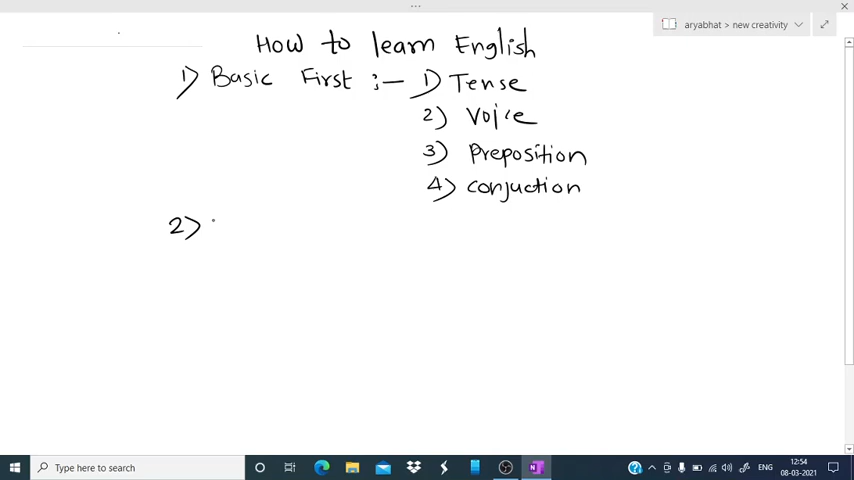 aryabhat > new creativity
How to learn English
1) Basic First :- 1) Tense
2) Voice
3) Preposition
4) conjuction
2)
Type here to search
ENG
12:54
08-03-2021